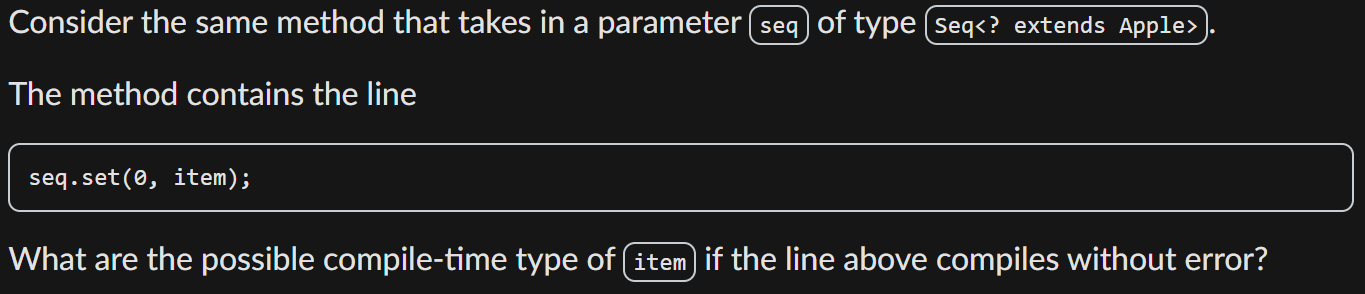 Consider the same method that takes in a parameter seq of type Seq<? extends Apple>.
The method contains the line
seq.set(0, item);
What are the possible compile-time type of item if the line above compiles without error?